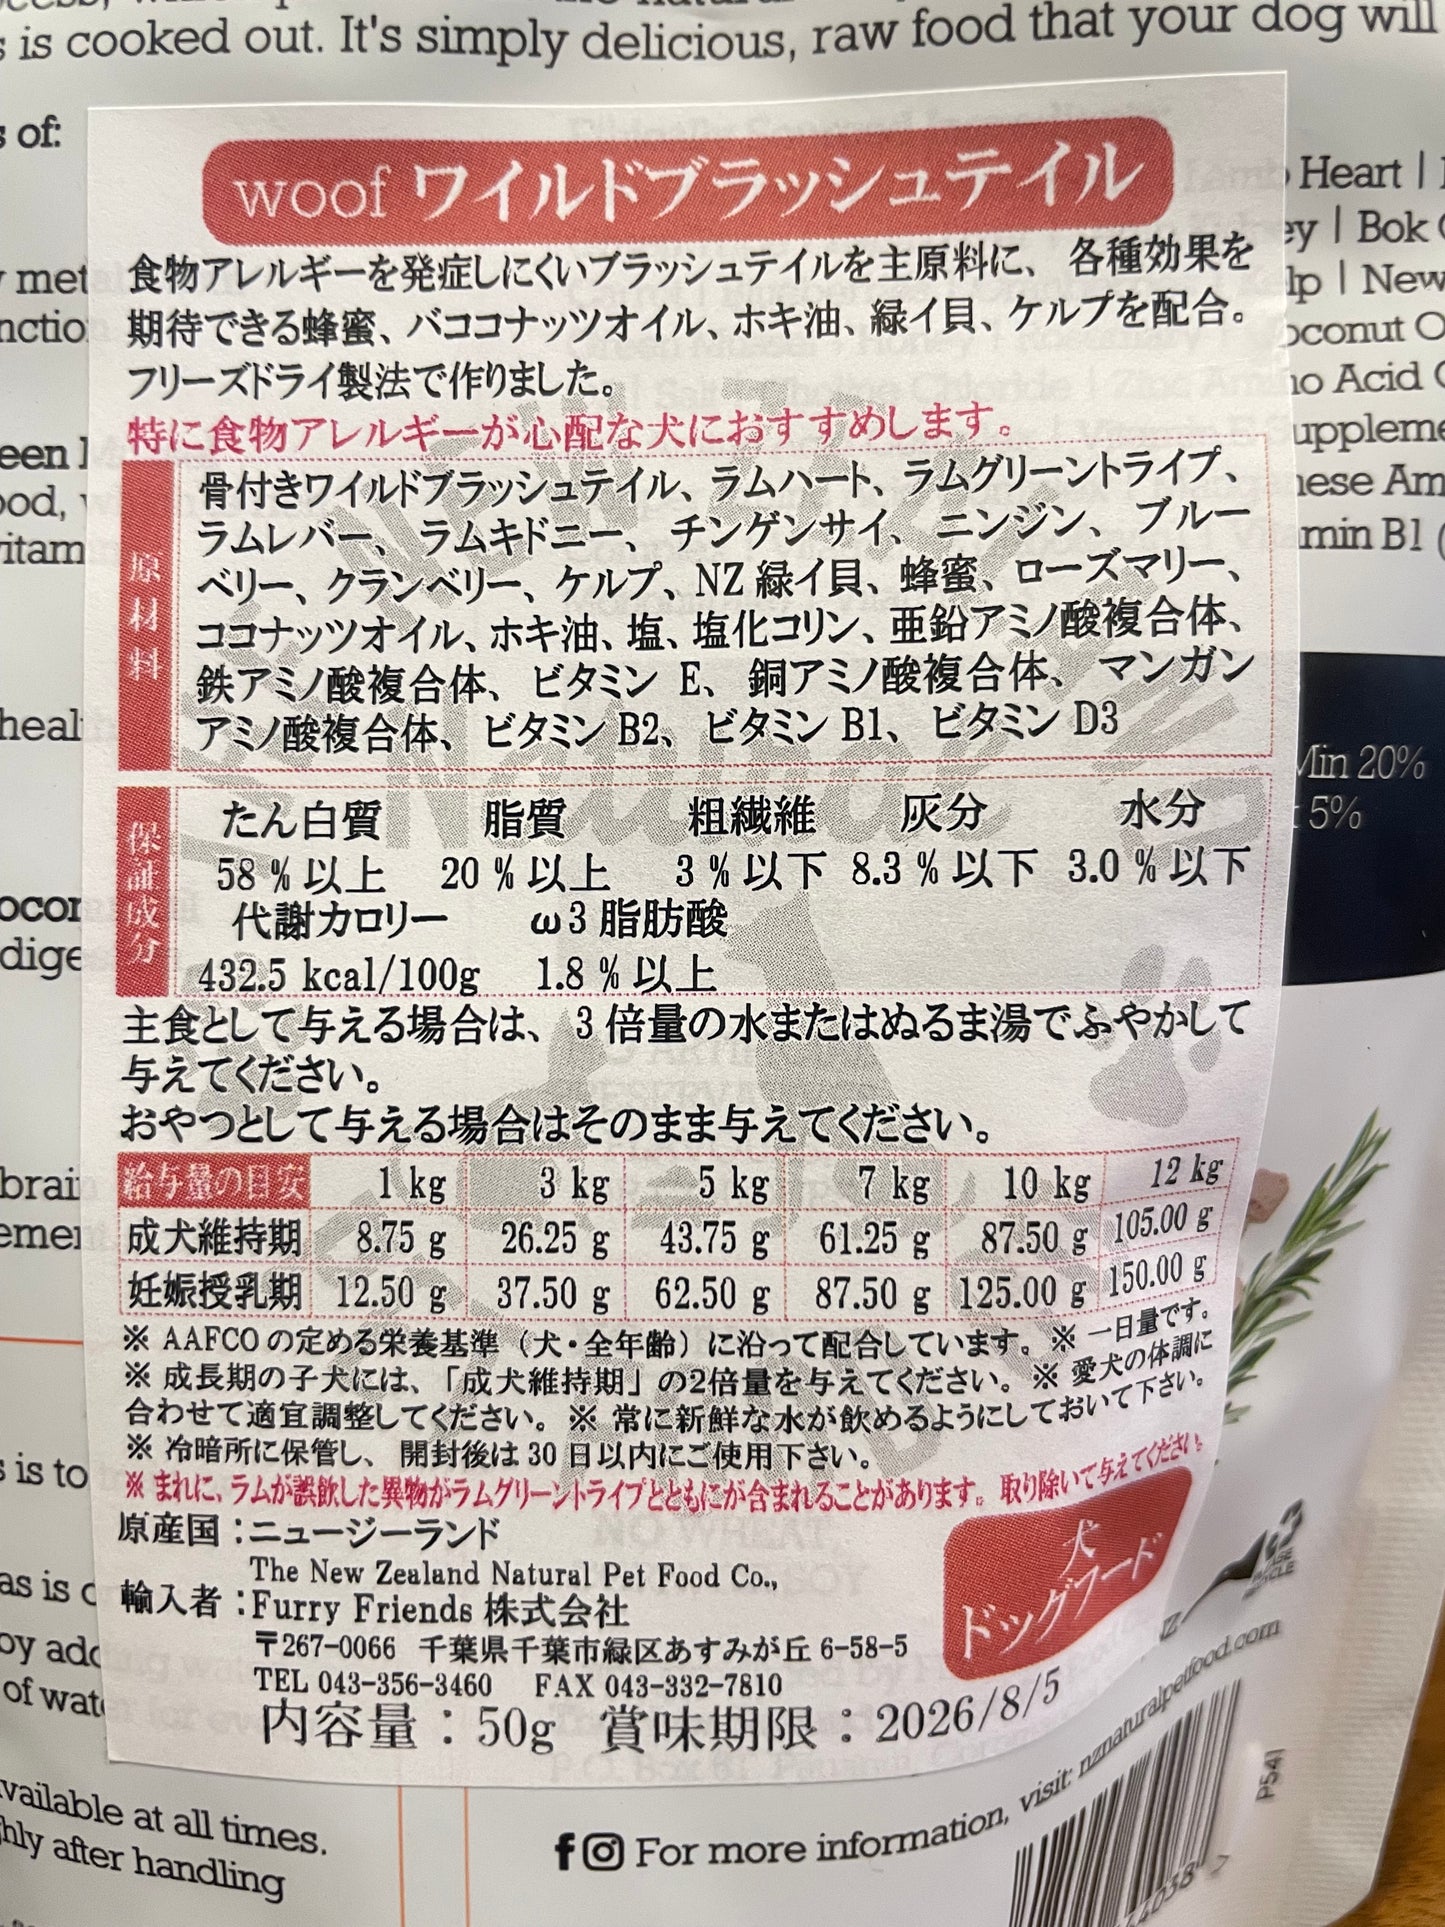 is cooked out. It's simply delicious, raw food that your dog will
of:
woof ワイルドブラッシュテイル
食物アレルギーを発症しにくいブラッシュテイルを主原料に、各種効果を
期待できる蜂蜜、バココナッツオイル、ホキ油、緑イ貝、ケルプを配合。
フリーズドライ製法で作りました。
特に食物アレルギーが心配な犬におすすめします。
原材料
骨付きワイルドブラッシュテイル、ラムハート、ラムグリーントライプ、
ラムレバー、ラムキドニー、チンゲンサイ、ニンジン、ブルー
ベリー、クランベリー、ケルプ、NZ 緑イ貝、蜂蜜、ローズマリー、
ココナッツオイル、ホキ油、塩、塩化コリン、亜鉛アミノ酸複合体、
鉄アミノ酸複合体、ビタミン E、銅アミノ酸複合体、マンガン
アミノ酸複合体、ビタミン B2、ビタミン B1、ビタミン D3
保証成分
たん白質 脂質 粗繊維 灰分 水分
58 % 以上 20 % 以上 3 % 以下 8.3 % 以下 3.0 % 以下
代謝カロリー ω3 脂肪酸
432.5 kcal/100g 1.8 % 以上
主食として与える場合は、3 倍量の水またはぬるま湯でふやかして
与えてください。
おやつとして与える場合はそのまま与えてください。
給与量の目安 1 kg 3 kg 5 kg 7 kg 10 kg 12 kg
成犬維持期 8.75 g 26.25 g 43.75 g 61.25 g 87.50 g 105.00 g
妊娠授乳期 12.50 g 37.50 g 62.50 g 87.50 g 125.00 g 150.00 g
※ AAFCO の定める栄養基準（犬・全年齢）に沿って配合しています。※ 一日量です。
※ 成長期の子犬には、「成犬維持期」の2倍量を与えてください。※ 愛犬の体調に
合わせて適宜調整してください。※ 常に新鮮な水が飲めるようにしておいて下さい。
※ 冷暗所に保管し、開封後は 30 日以内にご使用下さい。
※ まれに、ラムが誤飲した異物がラムグリーントライプとともにが含まれることがあります。取り除いて与えてください。
原産国：ニュージーランド
The New Zealand Natural Pet Food Co.,
輸入者：Furry Friends 株式会社
〒267-0066 千葉県千葉市緑区あすみが丘 6-58-5
TEL 043-356-3460 FAX 043-332-7810
内容量：50g 賞味期限：2026/8/5
犬
ドッグフード
Heart |
| Bok
| New
Acid
Min 20%
5%
B1
available at all times.
after handling
For more information, visit: nznaturalpetfood.com
P541